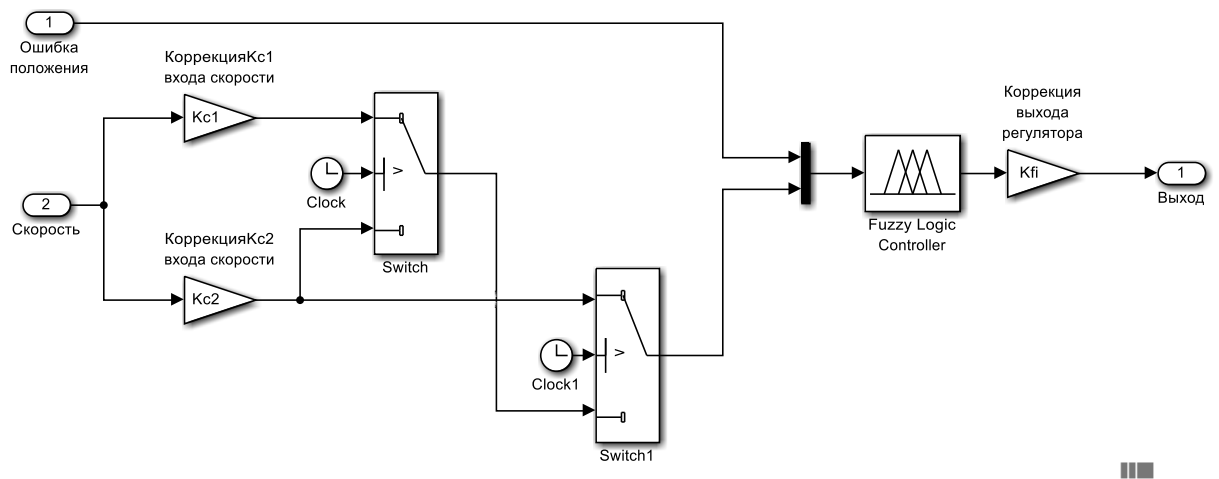 1
Ошибка
положения
КоррекцияKc1
входа скорости
Kc1
>
Clock
Switch
2
Скорость
КоррекцияKc2
входа скорости
Kc2
>
Clock1
Switch1
Fuzzy Logic
Controller
Коррекция
выхода
регулятора
Kfi
1
Выход